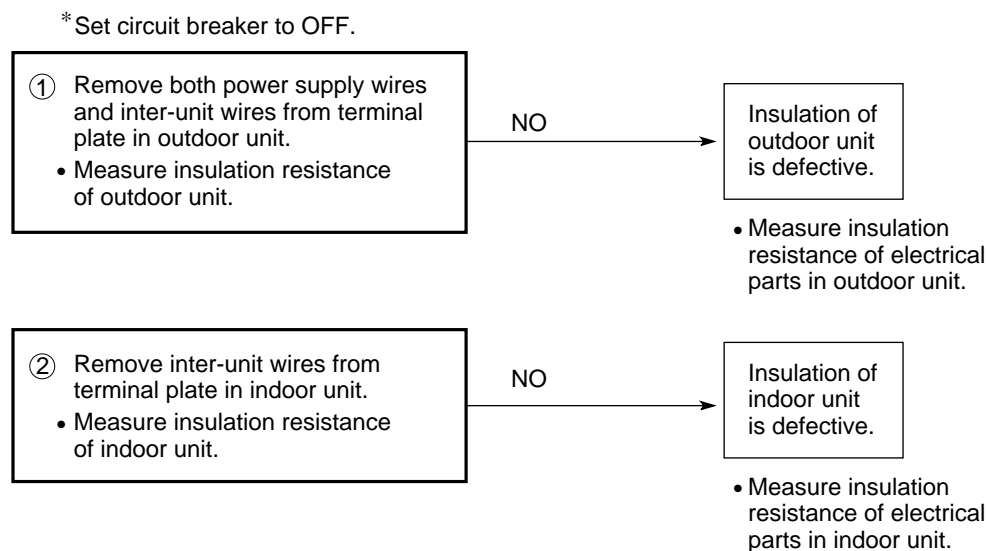 *Set circuit breaker to OFF.
① Remove both power supply wires
and inter-unit wires from terminal
plate in outdoor unit.
• Measure insulation resistance
of outdoor unit.
NO
Insulation of
outdoor unit
is defective.
• Measure insulation
resistance of electrical
parts in outdoor unit.
② Remove inter-unit wires from
terminal plate in indoor unit.
• Measure insulation resistance
of indoor unit.
NO
Insulation of
indoor unit
is defective.
• Measure insulation
resistance of electrical
parts in indoor unit.